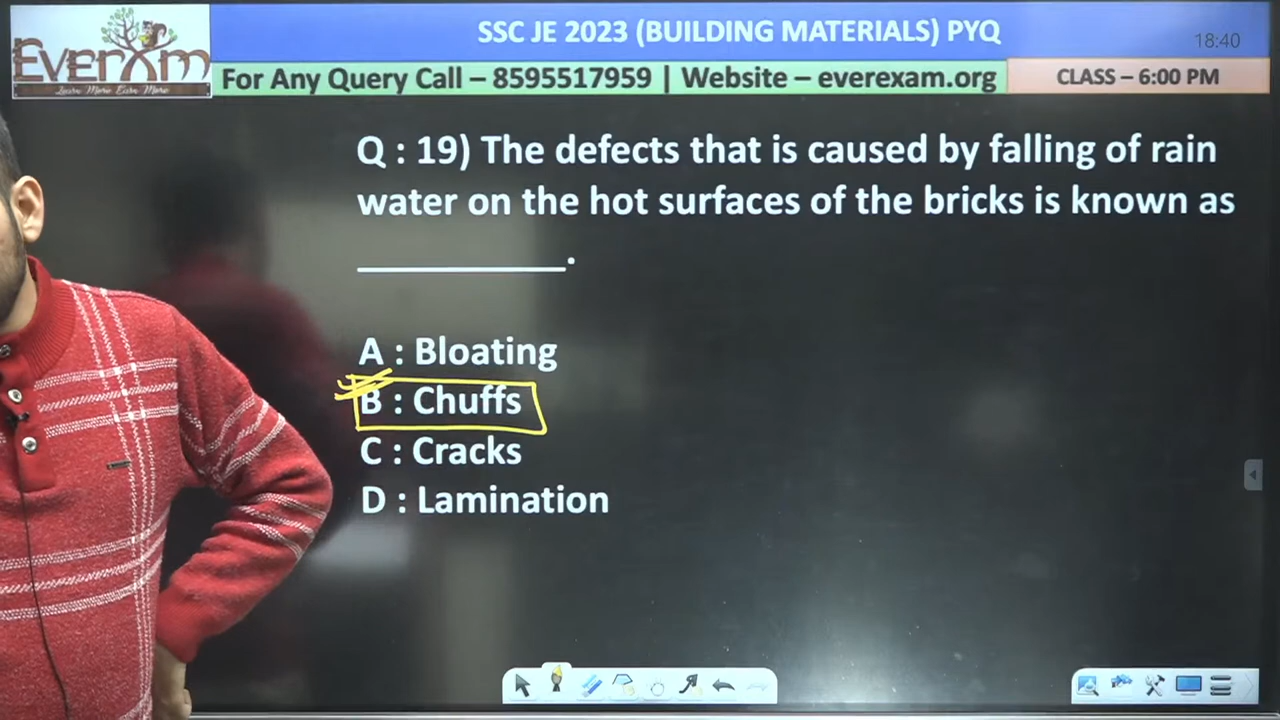 EVEREXAM
Learn More Earn More
SSC JE 2023 (BUILDING MATERIALS) PYQ
18:40
For Any Query Call – 8595517959 | Website – everexam.org
CLASS – 6:00 PM
Q : 19) The defects that is caused by falling of rain
water on the hot surfaces of the bricks is known as
____________.
A : Bloating
B : Chuffs
C : Cracks
D : Lamination